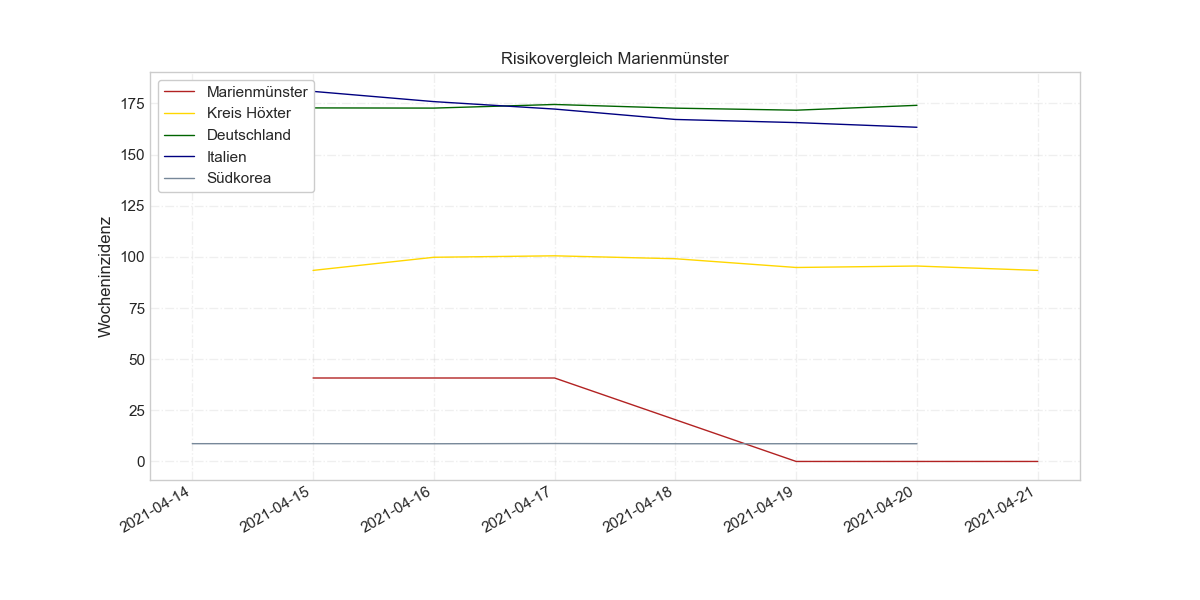 Risikovergleich Marienmünster
Marienmünster
Kreis Höxter
Deutschland
Italien
Südkorea
Wocheninzidenz
175
150
125
100
75
50
25
0
2021-04-14
2021-04-15
2021-04-16
2021-04-17
2021-04-18
2021-04-19
2021-04-20
2021-04-21